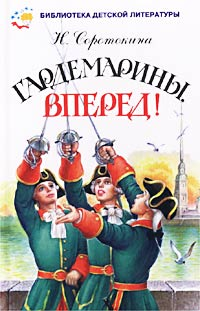 БИБЛИОТЕКА ДЕТСКОЙ ЛИТЕРАТУРЫ
Н. Соротокина
ГАРДЕМАРИНЫ,
ВПЕРЕД!